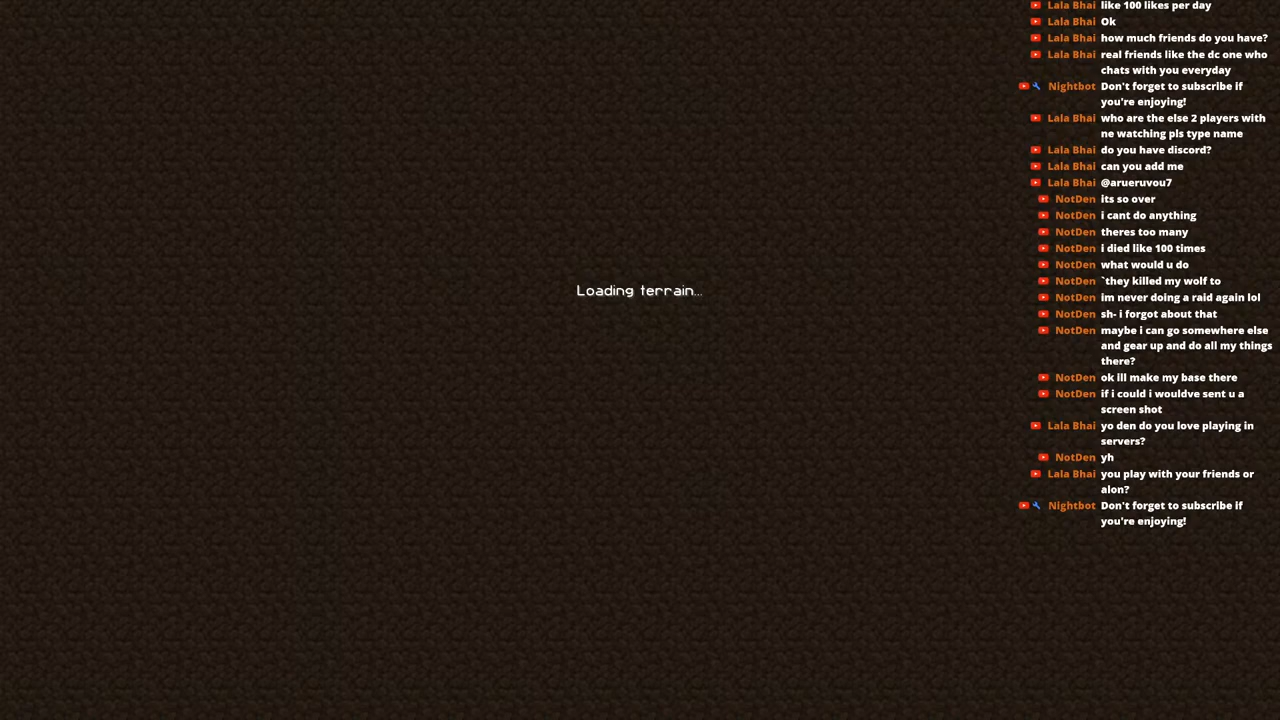 Lala Bhai like 100 likes per day
Lala Bhai Ok
Lala Bhai how much friends do you have?
Lala Bhai real friends like the dc one who
chats with you everyday
Nightbot Don't forget to subscribe if
you're enjoying!
Lala Bhai who are the else 2 players with
ne watching pls type name
Lala Bhai do you have discord?
Lala Bhai can you add me
Lala Bhai @arueruvou7
NotDen its so over
NotDen i cant do anything
NotDen theres too many
NotDen i died like 100 times
NotDen what would u do
NotDen `they killed my wolf to
NotDen im never doing a raid again lol
NotDen sh- i forgot about that
NotDen maybe i can go somewhere else
and gear up and do all my things
there?
NotDen ok ill make my base there
NotDen if i could i wouldve sent u a
screen shot
Lala Bhai yo den do you love playing in
servers?
NotDen yh
Lala Bhai you play with your friends or
alon?
Nightbot Don't forget to subscribe if
you're enjoying!
Loading terrain...